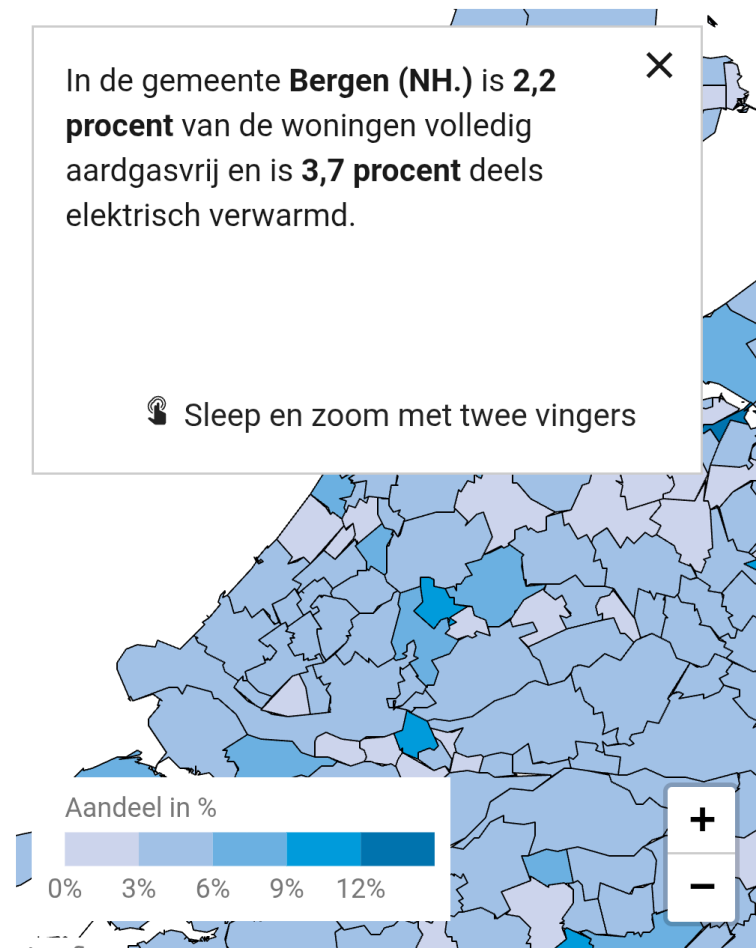 In de gemeente Bergen (NH.) is 2,2
procent van de woningen volledig
aardgasvrij en is 3,7 procent deels
elektrisch verwarmd.
Sleep en zoom met twee vingers
Aandeel in %
0% 3% 6% 9% 12%
+
−